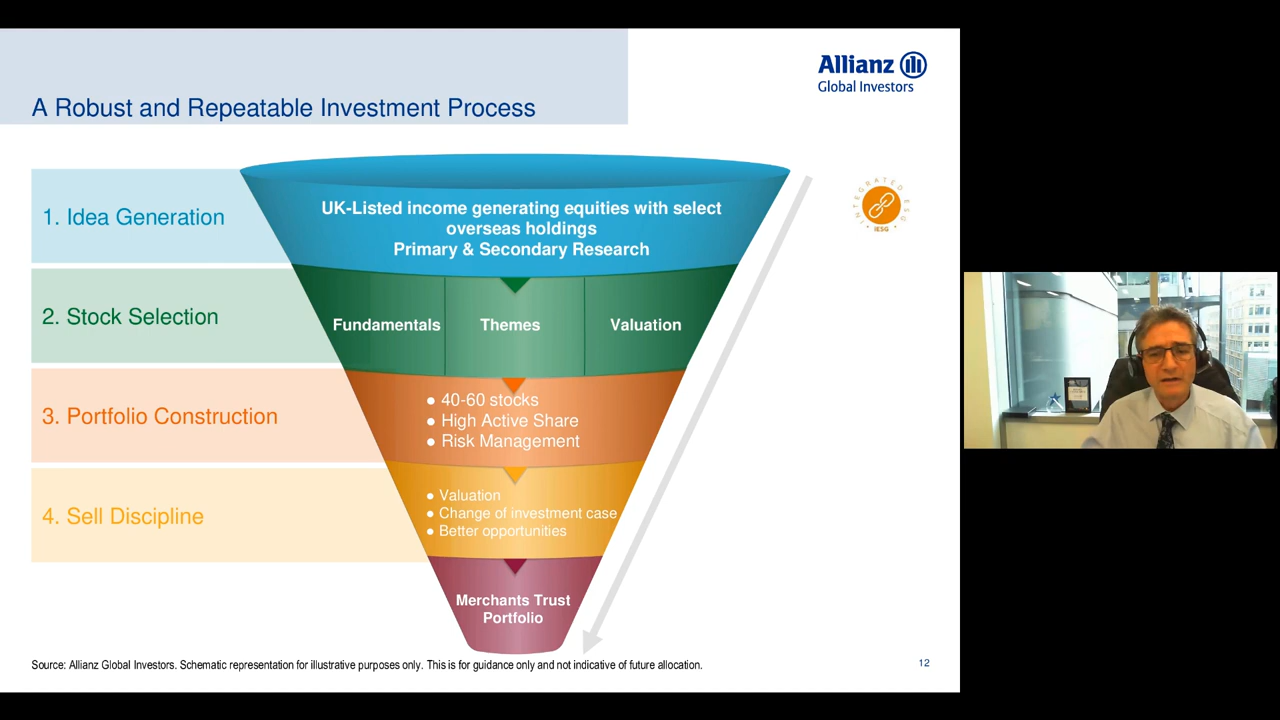 Allianz
Global Investors
A Robust and Repeatable Investment Process
INTEGRATED ESG
IESG
1. Idea Generation
UK-Listed income generating equities with select
overseas holdings
Primary & Secondary Research
2. Stock Selection
Fundamentals
Themes
Valuation
3. Portfolio Construction
● 40-60 stocks
● High Active Share
● Risk Management
4. Sell Discipline
● Valuation
● Change of investment case
● Better opportunities
Merchants Trust
Portfolio
Source: Allianz Global Investors. Schematic representation for illustrative purposes only. This is for guidance only and not indicative of future allocation.
12